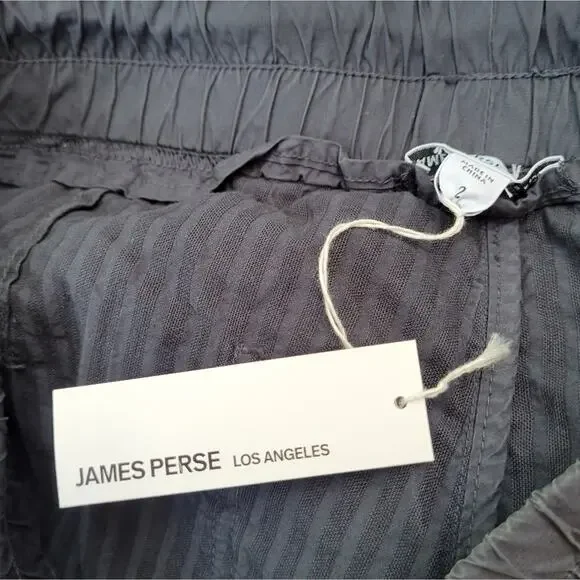 MADE IN
CHINA
2
JAMES PERSE LOS ANGELES